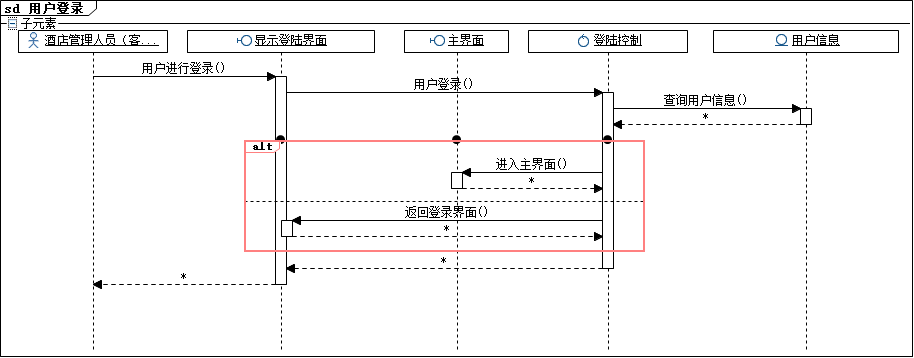 sd 用户登录
子元素
酒店管理人员（客...
显示登陆界面
主界面
登陆控制
用户信息
用户进行登录()
用户登录()
查询用户信息()
*
alt
进入主界面()
*
返回登录界面()
*
*
*